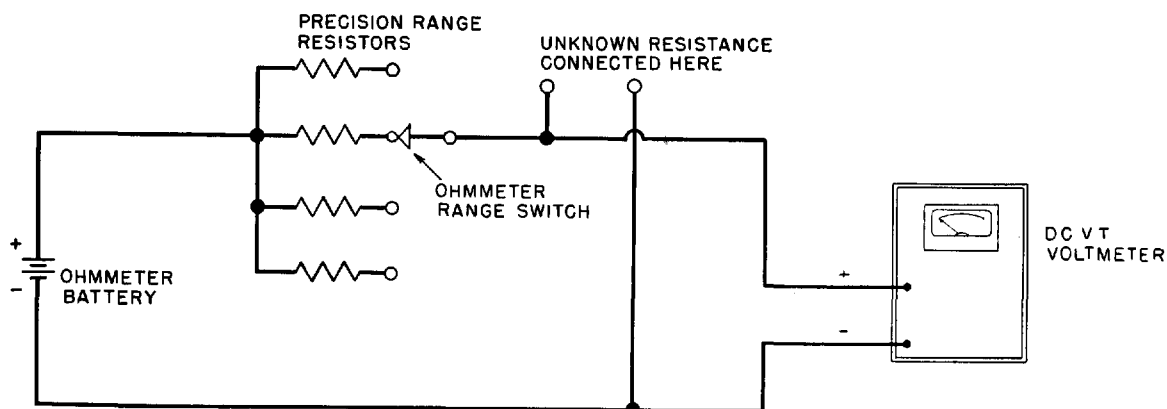 PRECISION RANGE
RESISTORS
UNKNOWN RESISTANCE
CONNECTED HERE
OHMMETER
RANGE SWITCH
+
-
OHMMETER
BATTERY
+
-
DC VT
VOLTMETER